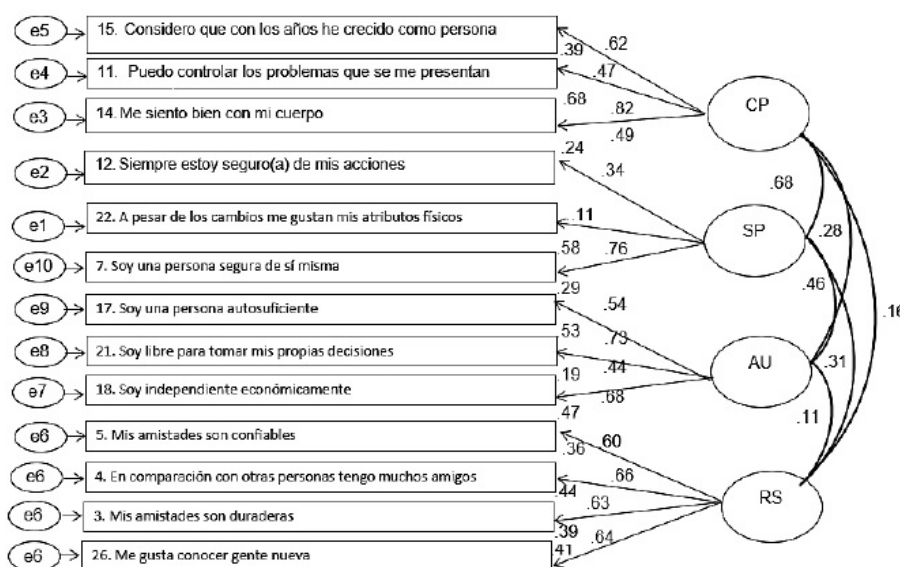 e5 15. Considero que con los años he crecido como persona
.39 .62
e4 11. Puedo controlar los problemas que se me presentan
.47
CP
.68 .82
e3 14. Me siento bien con mi cuerpo
.49
.24
e2 12. Siempre estoy seguro(a) de mis acciones
.34
.68
e1 22. A pesar de los cambios me gustan mis atributos físicos
.11
SP
.28
.58 .76
e10 7. Soy una persona segura de sí misma
.46
.29
e9 17. Soy una persona autosuficiente
.54
.16
.53 .73
e8 21. Soy libre para tomar mis propias decisiones
AU
.31
.19 .44
e7 18. Soy independiente económicamente
.68
.11
.47
e6 5. Mis amistades son confiables
.36 .60
e6 4. En comparación con otras personas tengo muchos amigos
.66
RS
.44 .63
e6 3. Mis amistades son duraderas
.39 .64
e6 26. Me gusta conocer gente nueva
.41